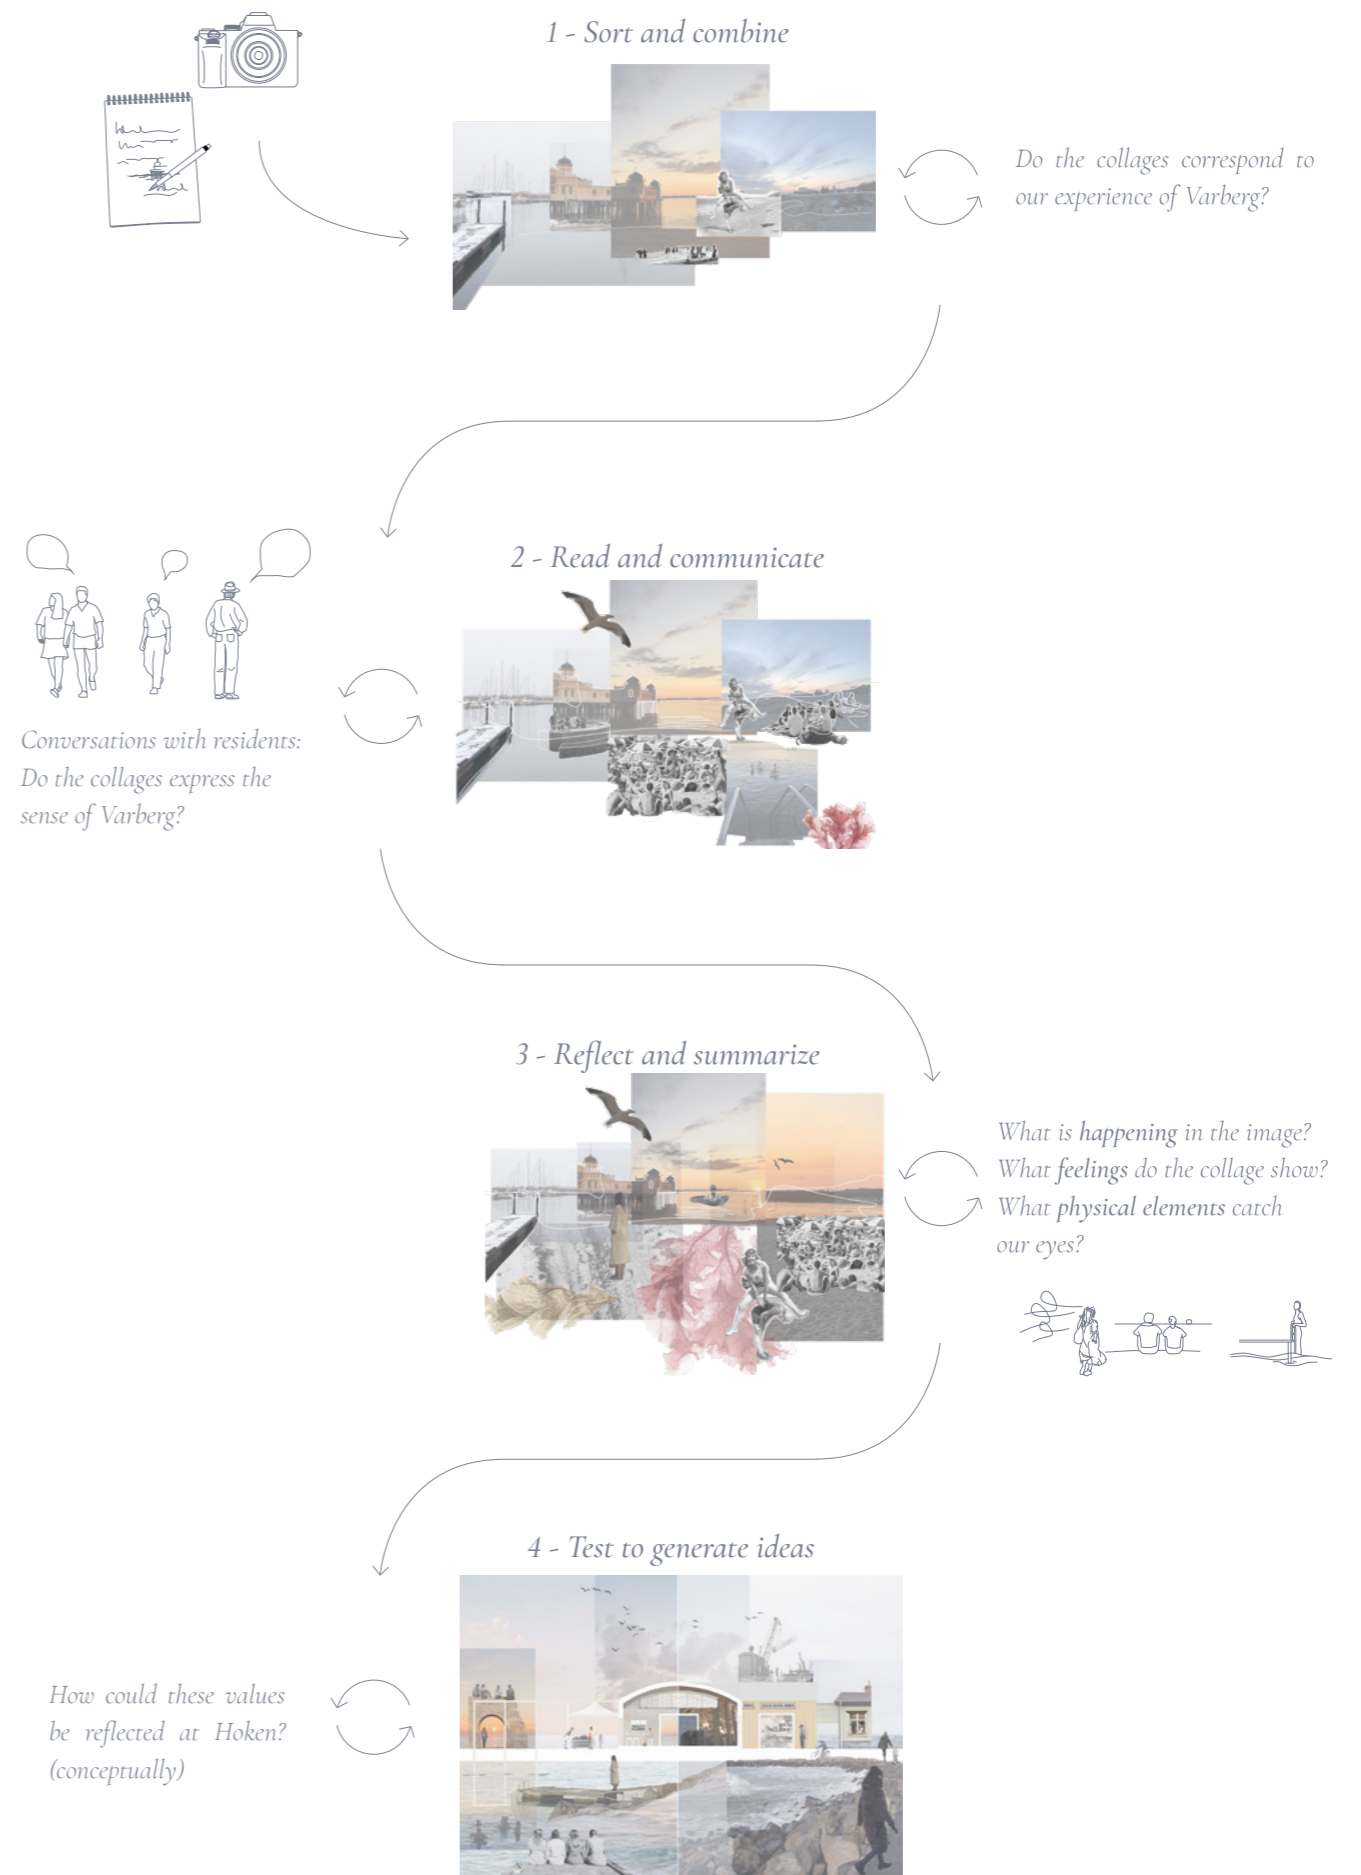 1 - Sort and combine
Do the collages correspond to
our experience of Varberg?
2 - Read and communicate
Conversations with residents:
Do the collages express the
sense of Varberg?
3 - Reflect and summarize
What is happening in the image?
What feelings do the collage show?
What physical elements catch
our eyes?
4 - Test to generate ideas
How could these values
be reflected at Hoken?
(conceptually)